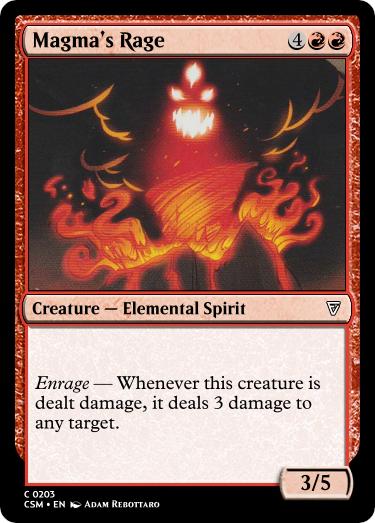 Magma's Rage 4
Creature — Elemental Spirit
Enrage — Whenever this creature is
dealt damage, it deals 3 damage to
any target.
3/5
C 0203
CSM • EN Adam Rebottaro